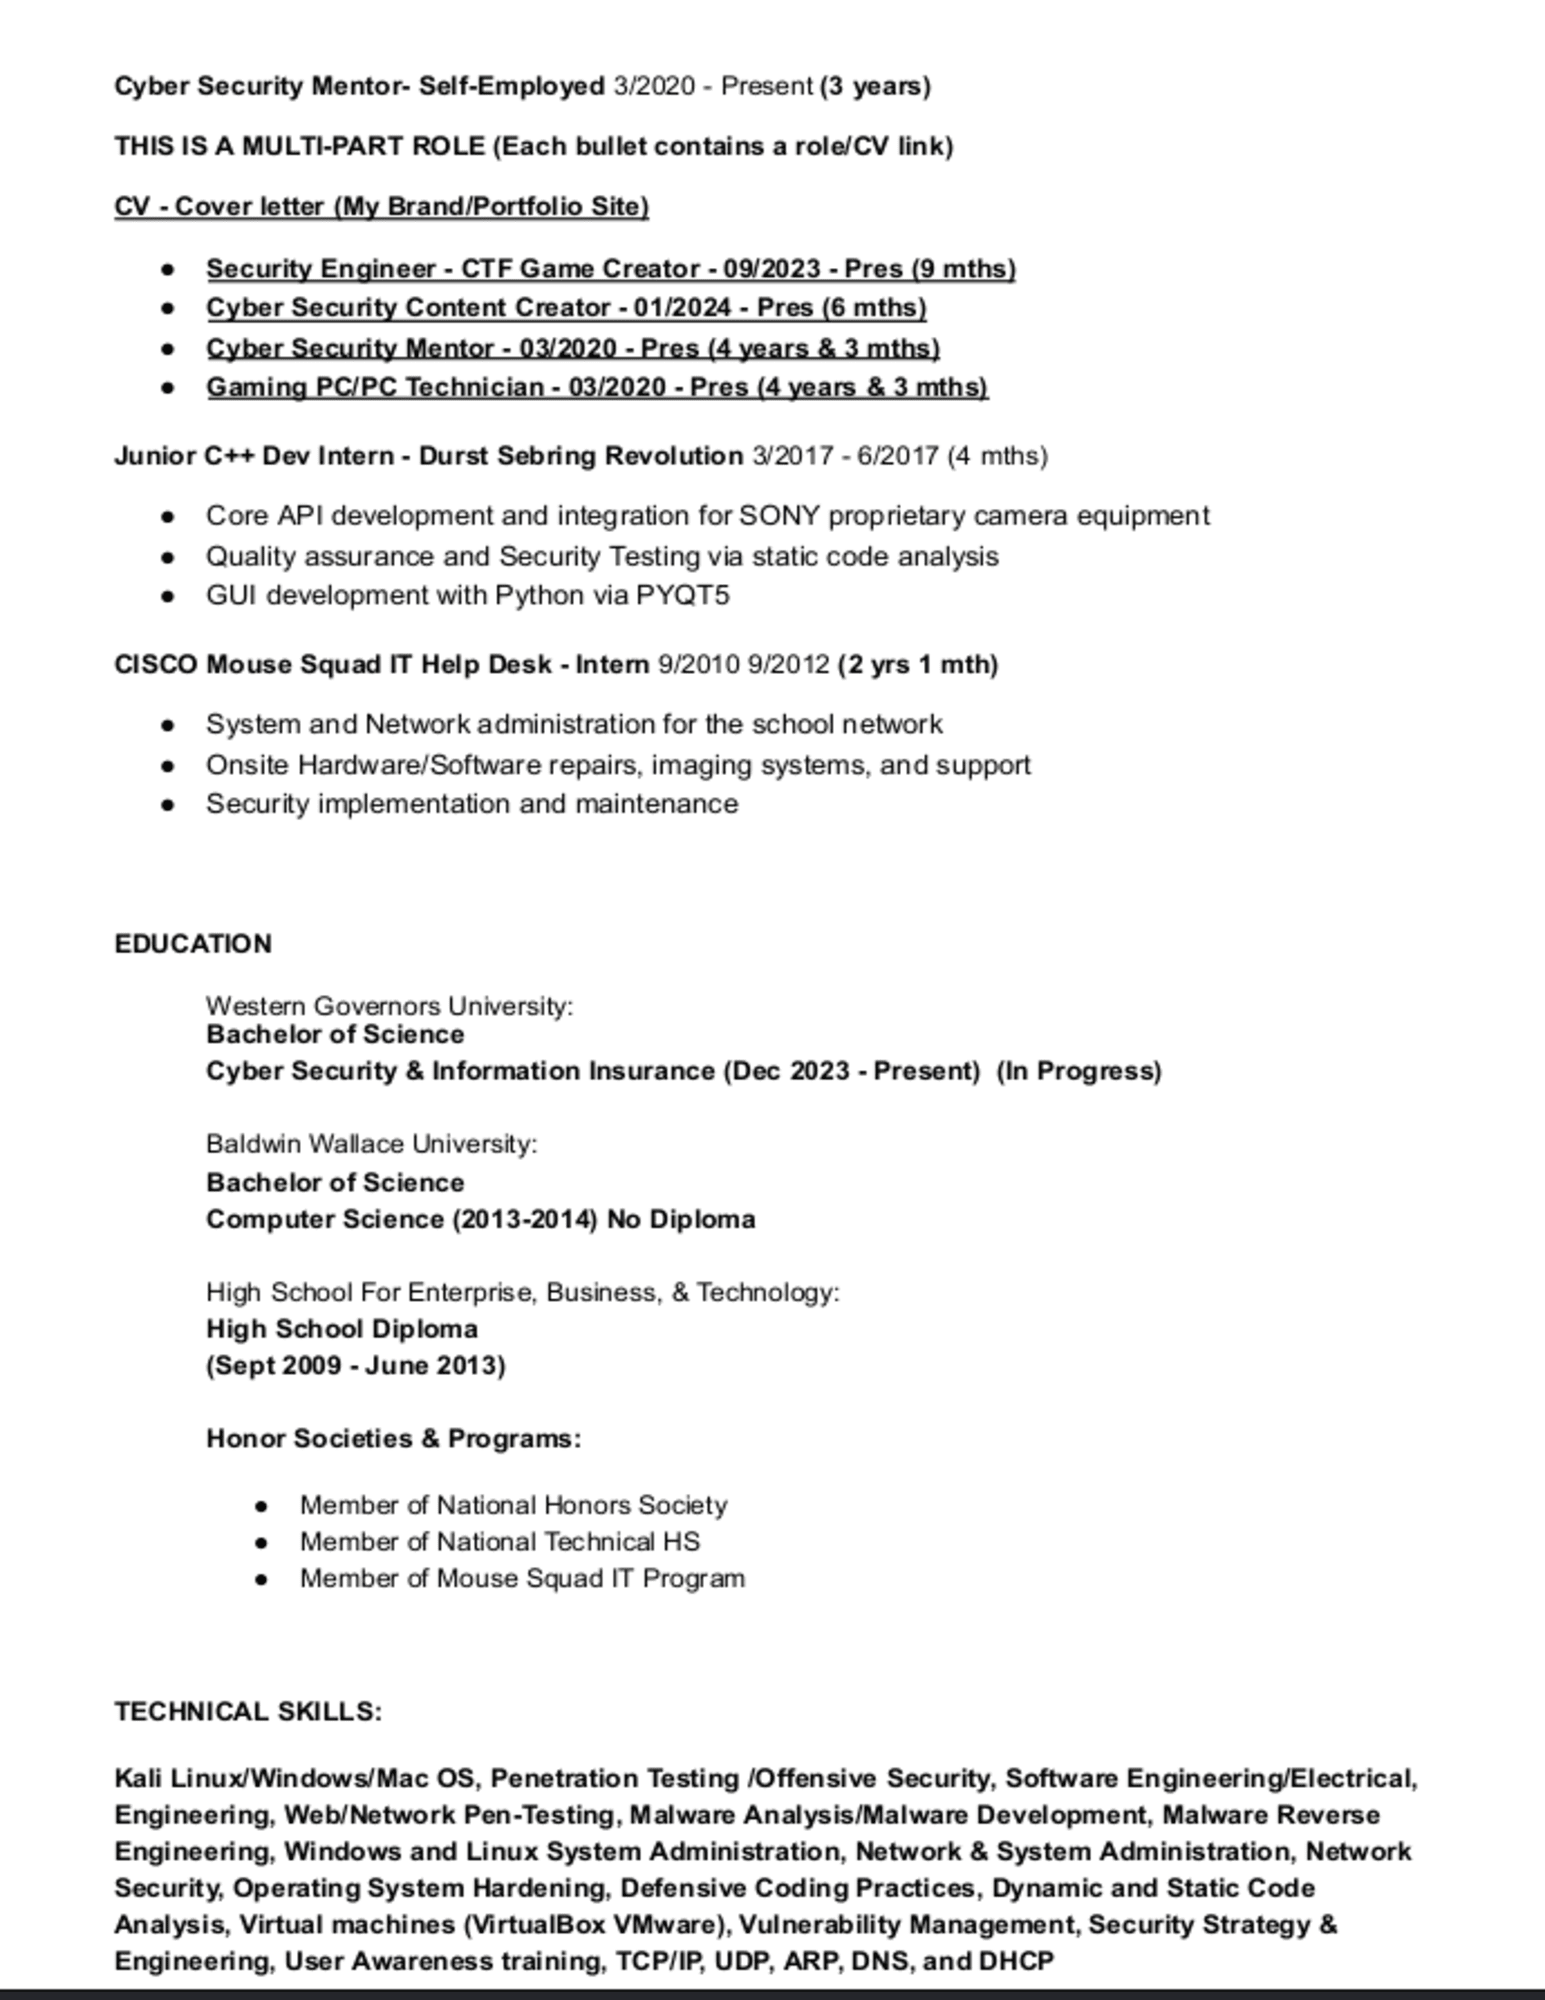 Cyber Security Mentor- Self-Employed 3/2020 - Present (3 years)
THIS IS A MULTI-PART ROLE (Each bullet contains a role/CV link)
CV - Cover letter (My Brand/Portfolio Site)
● Security Engineer - CTF Game Creator - 09/2023 - Pres (9 mths)
● Cyber Security Content Creator - 01/2024 - Pres (6 mths)
● Cyber Security Mentor - 03/2020 - Pres (4 years & 3 mths)
● Gaming PC/PC Technician - 03/2020 - Pres (4 years & 3 mths)
Junior C++ Dev Intern - Durst Sebring Revolution 3/2017 - 6/2017 (4 mths)
● Core API development and integration for SONY proprietary camera equipment
● Quality assurance and Security Testing via static code analysis
● GUI development with Python via PYQT5
CISCO Mouse Squad IT Help Desk - Intern 9/2010 9/2012 (2 yrs 1 mth)
● System and Network administration for the school network
● Onsite Hardware/Software repairs, imaging systems, and support
● Security implementation and maintenance
EDUCATION
Western Governors University:
Bachelor of Science
Cyber Security & Information Insurance (Dec 2023 - Present) (In Progress)
Baldwin Wallace University:
Bachelor of Science
Computer Science (2013-2014) No Diploma
High School For Enterprise, Business, & Technology:
High School Diploma
(Sept 2009 - June 2013)
Honor Societies & Programs:
● Member of National Honors Society
● Member of National Technical HS
● Member of Mouse Squad IT Program
TECHNICAL SKILLS:
Kali Linux/Windows/Mac OS, Penetration Testing /Offensive Security, Software Engineering/Electrical,
Engineering, Web/Network Pen-Testing, Malware Analysis/Malware Development, Malware Reverse
Engineering, Windows and Linux System Administration, Network & System Administration, Network
Security, Operating System Hardening, Defensive Coding Practices, Dynamic and Static Code
Analysis, Virtual machines (VirtualBox VMware), Vulnerability Management, Security Strategy &
Engineering, User Awareness training, TCP/IP, UDP, ARP, DNS, and DHCP